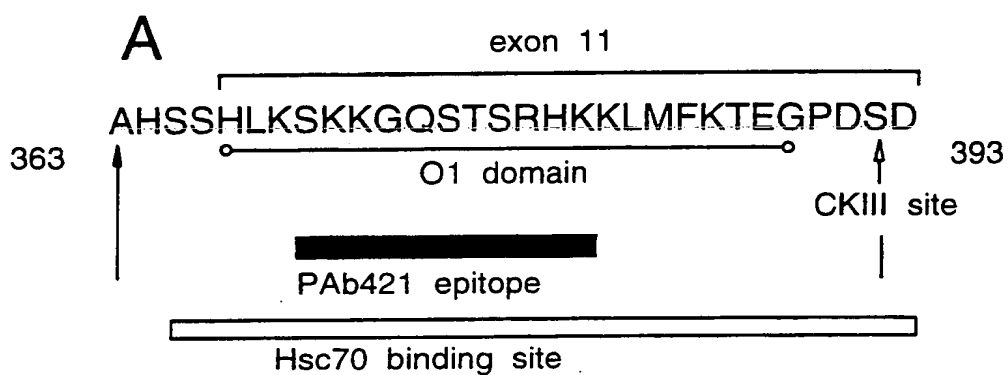 A
exon 11
AHSSHLKSKKGQSTSRHKKLMFKTEGPDSD
363
393
O1 domain
CKIII site
PAb421 epitope
Hsc70 binding site